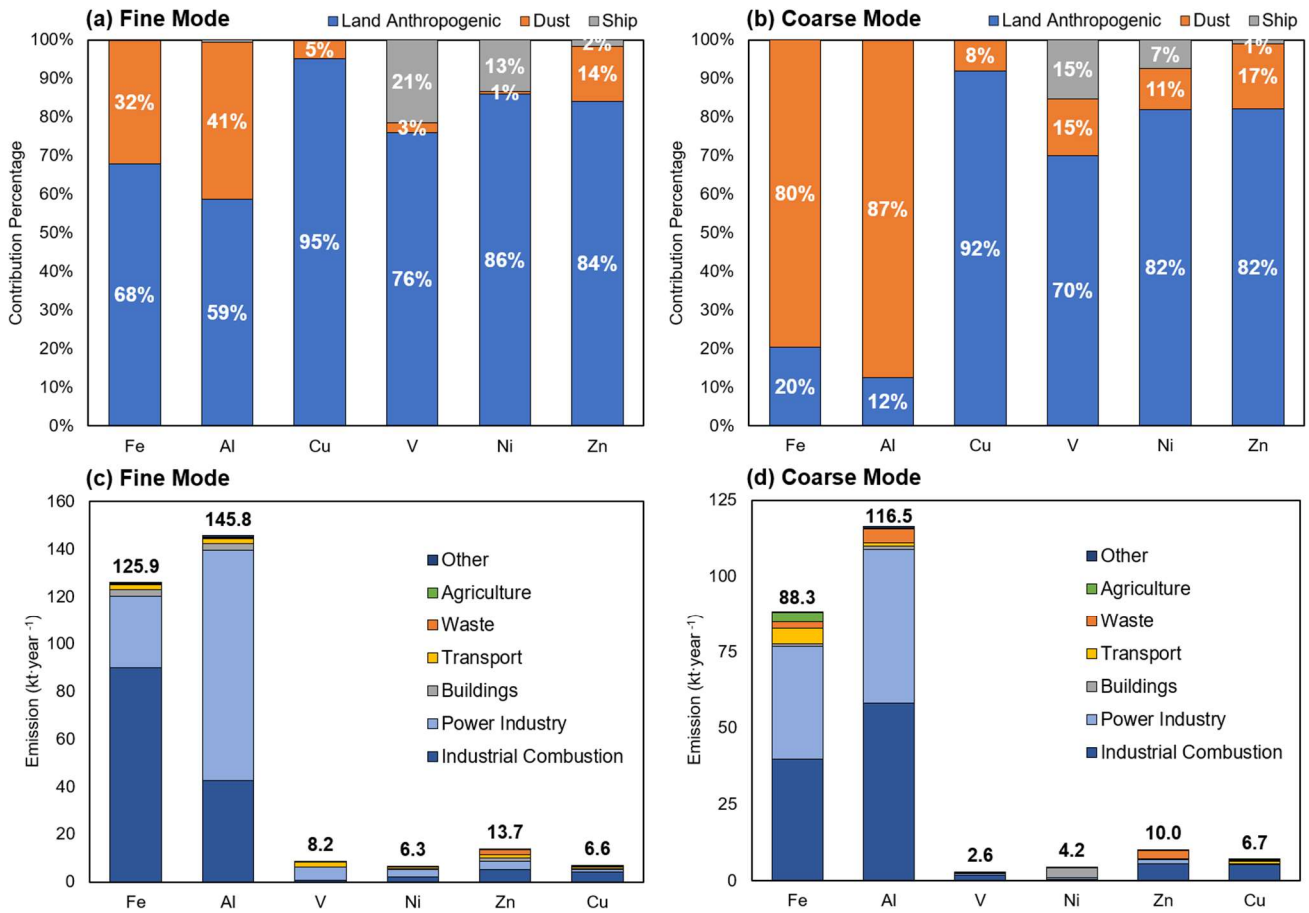 (a) Fine Mode
Land Anthropogenic Dust Ship
100%
90%
80%
70%
60%
50%
40%
30%
20%
10%
0%
Contribution Percentage
32%
68%
41%
59%
5%
95%
21%
3%
76%
13%
1%
86%
2%
14%
84%
Fe Al Cu V Ni Zn
(b) Coarse Mode
Land Anthropogenic Dust Ship
100%
90%
80%
70%
60%
50%
40%
30%
20%
10%
0%
Contribution Percentage
80%
20%
87%
12%
8%
92%
15%
15%
70%
7%
11%
82%
1%
17%
82%
Fe Al Cu V Ni Zn
(c) Fine Mode
160
140
120
100
80
60
40
20
0
Emission (kt·year⁻¹)
125.9
145.8
8.2
6.3
13.7
6.6
Other
Agriculture
Waste
Transport
Buildings
Power Industry
Industrial Combustion
Fe Al V Ni Zn Cu
(d) Coarse Mode
125
100
75
50
25
0
Emission (kt·year⁻¹)
88.3
116.5
2.6
4.2
10.0
6.7
Other
Agriculture
Waste
Transport
Buildings
Power Industry
Industrial Combustion
Fe Al V Ni Zn Cu